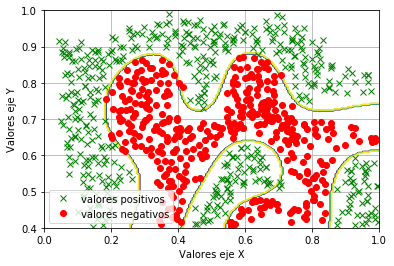 1.0
0.9
0.8
0.7
0.6
0.5
0.4
Valores eje Y
valores positivos
valores negativos
0.0 0.2 0.4 0.6 0.8 1.0
Valores eje X